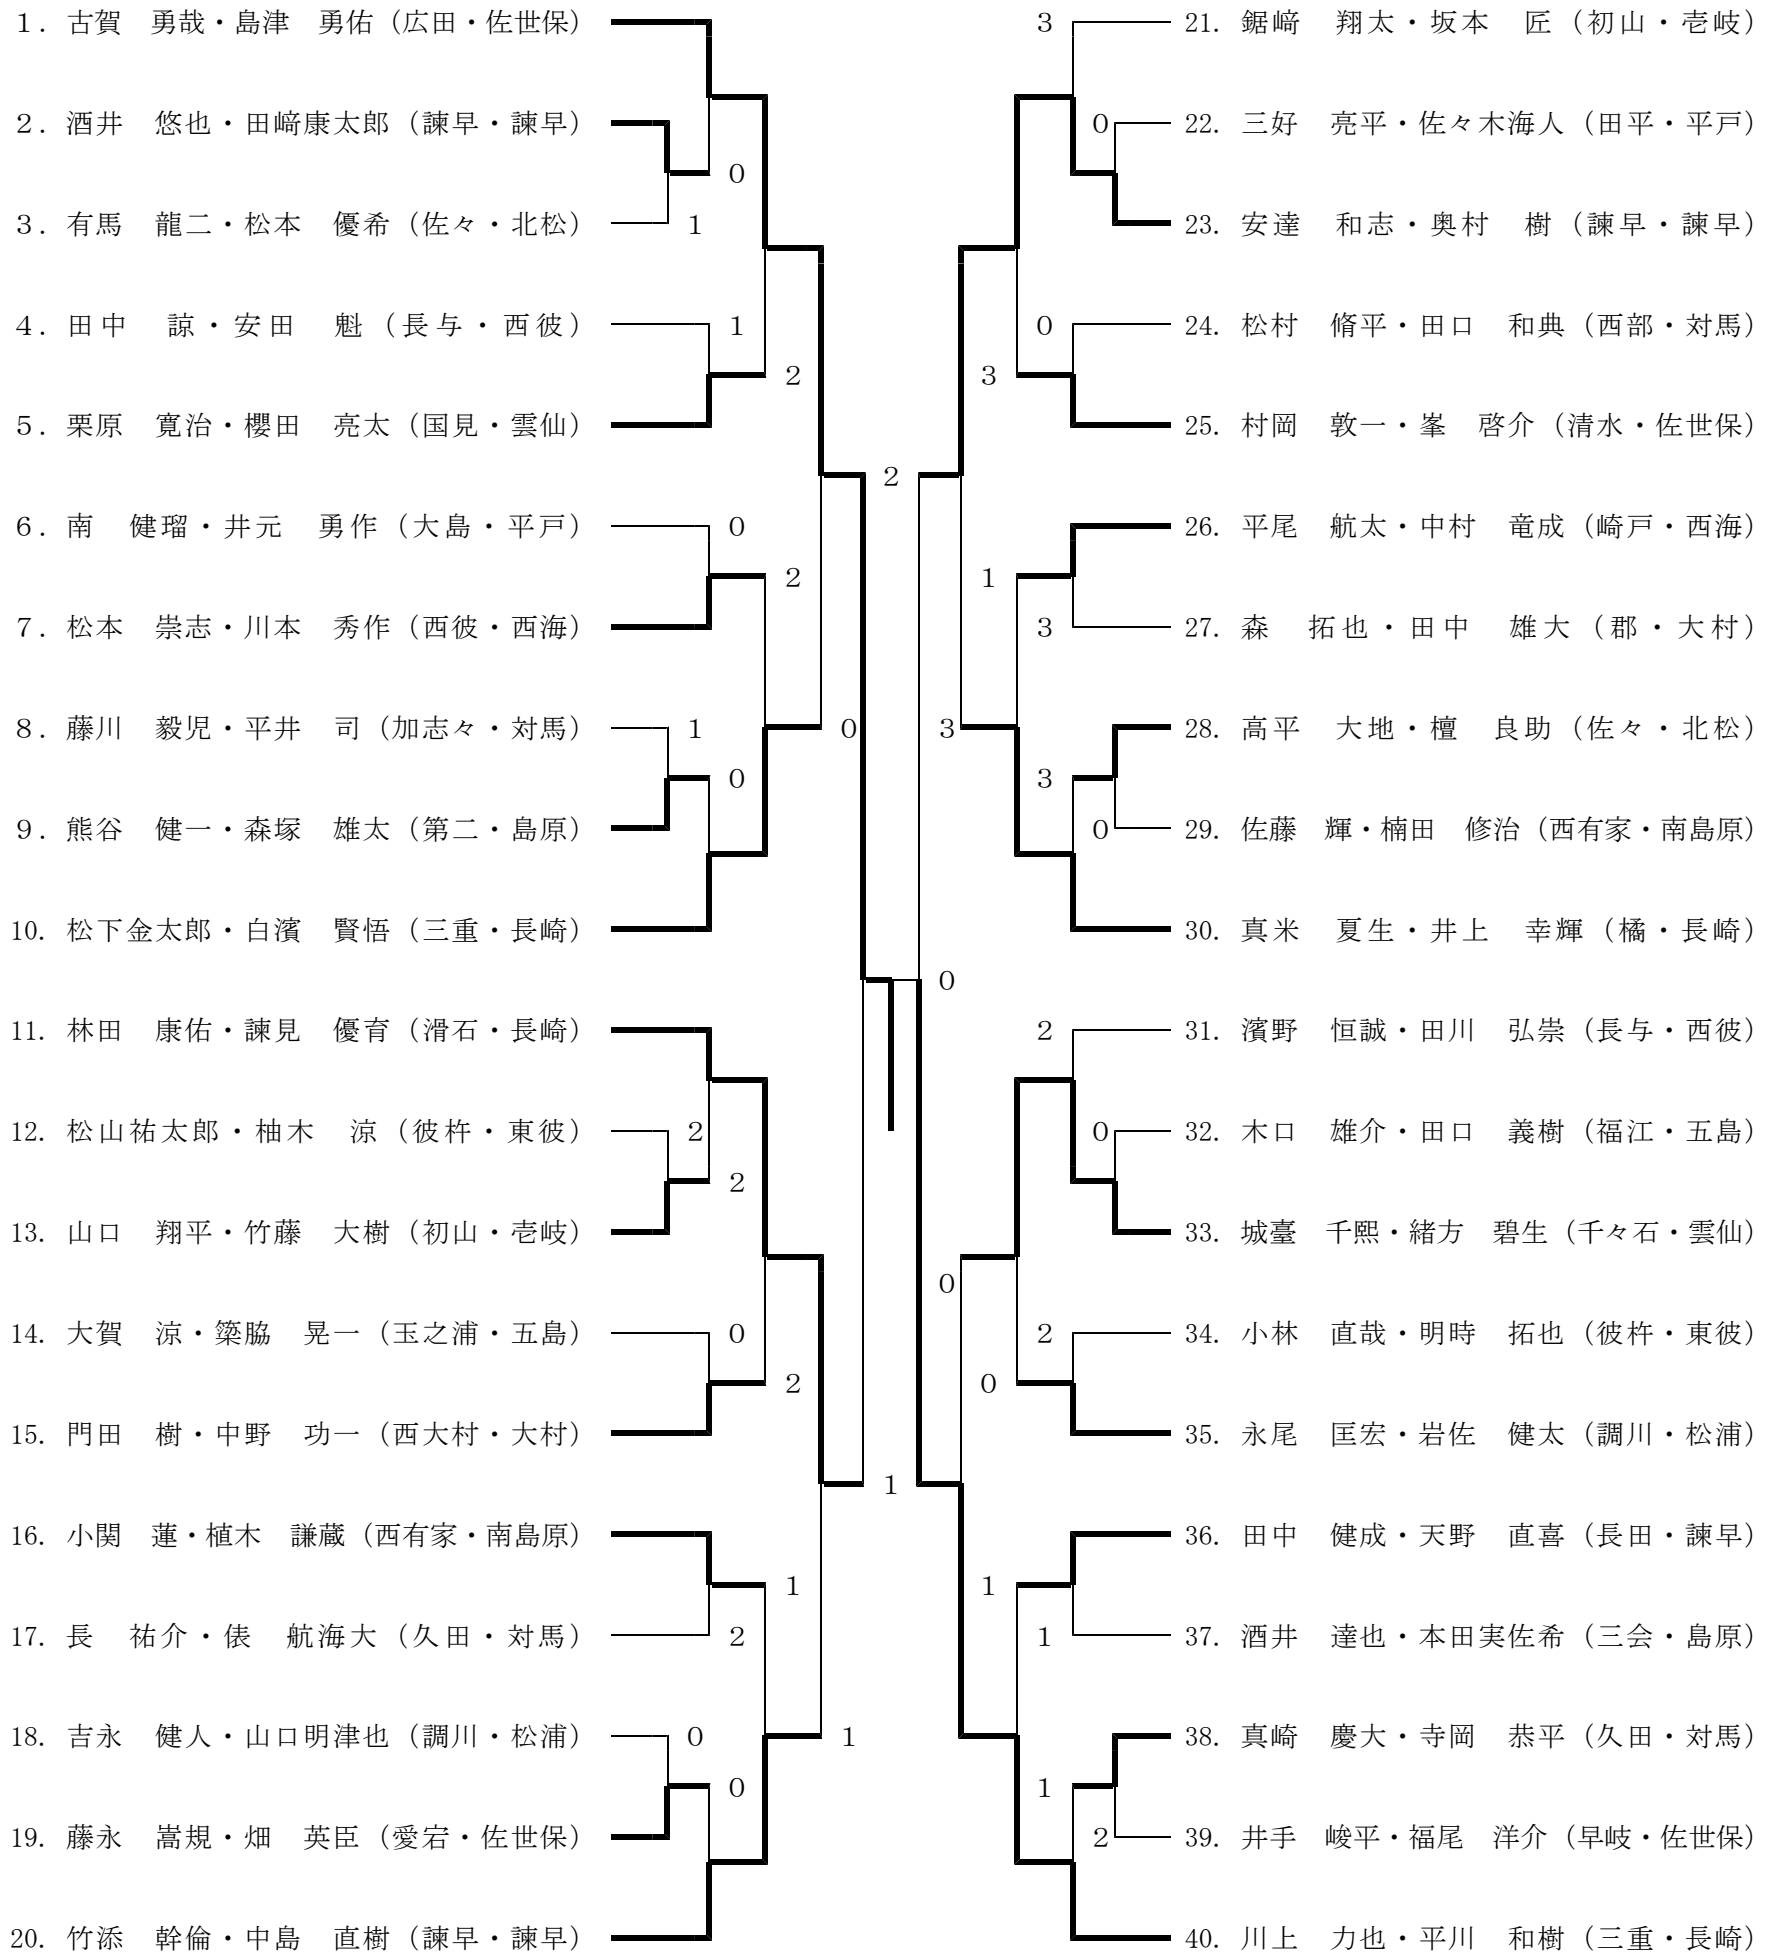 1. 古賀　勇哉・島津　勇佑（広田・佐世保）
2. 酒井　悠也・田﨑康太郎（諫早・諫早）
0
3. 有馬　龍二・松本　優希（佐々・北松）
1
4. 田中　諒・安田　魁（長与・西彼）
1
2
5. 栗原　寛治・櫻田　亮太（国見・雲仙）
6. 南　健瑠・井元　勇作（大島・平戸）
0
2
7. 松本　崇志・川本　秀作（西彼・西海）
8. 藤川　毅児・平井　司（加志々・対馬）
1
0
0
9. 熊谷　健一・森塚　雄太（第二・島原）
10. 松下金太郎・白濱　賢悟（三重・長崎）
11. 林田　康佑・諫見　優育（滑石・長崎）
12. 松山祐太郎・柚木　涼（彼杵・東彼）
2
2
13. 山口　翔平・竹藤　大樹（初山・壱岐）
14. 大賀　涼・築脇　晃一（玉之浦・五島）
0
2
15. 門田　樹・中野　功一（西大村・大村）
16. 小関　蓮・植木　謙蔵（西有家・南島原）
1
17. 長　祐介・俵　航海大（久田・対馬）
2
18. 吉永　健人・山口明津也（調川・松浦）
0
1
0
19. 藤永　嵩規・畑　英臣（愛宕・佐世保）
20. 竹添　幹倫・中島　直樹（諫早・諫早）
2
0
1
3
21. 鋸﨑　翔太・坂本　匠（初山・壱岐）
0
22. 三好　亮平・佐々木海人（田平・平戸）
23. 安達　和志・奥村　樹（諫早・諫早）
0
24. 松村　脩平・田口　和典（西部・対馬）
3
25. 村岡　敦一・峯　啓介（清水・佐世保）
26. 平尾　航太・中村　竜成（崎戸・西海）
1
3
27. 森　拓也・田中　雄大（郡・大村）
3
28. 高平　大地・檀　良助（佐々・北松）
3
0
29. 佐藤　輝・楠田　修治（西有家・南島原）
30. 真米　夏生・井上　幸輝（橘・長崎）
2
31. 濱野　恒誠・田川　弘崇（長与・西彼）
0
32. 木口　雄介・田口　義樹（福江・五島）
33. 城臺　千熙・緒方　碧生（千々石・雲仙）
0
2
34. 小林　直哉・明時　拓也（彼杵・東彼）
0
35. 永尾　匡宏・岩佐　健太（調川・松浦）
36. 田中　健成・天野　直喜（長田・諫早）
1
1
37. 酒井　達也・本田実佐希（三会・島原）
38. 真崎　慶大・寺岡　恭平（久田・対馬）
1
2
39. 井手　峻平・福尾　洋介（早岐・佐世保）
40. 川上　力也・平川　和樹（三重・長崎）